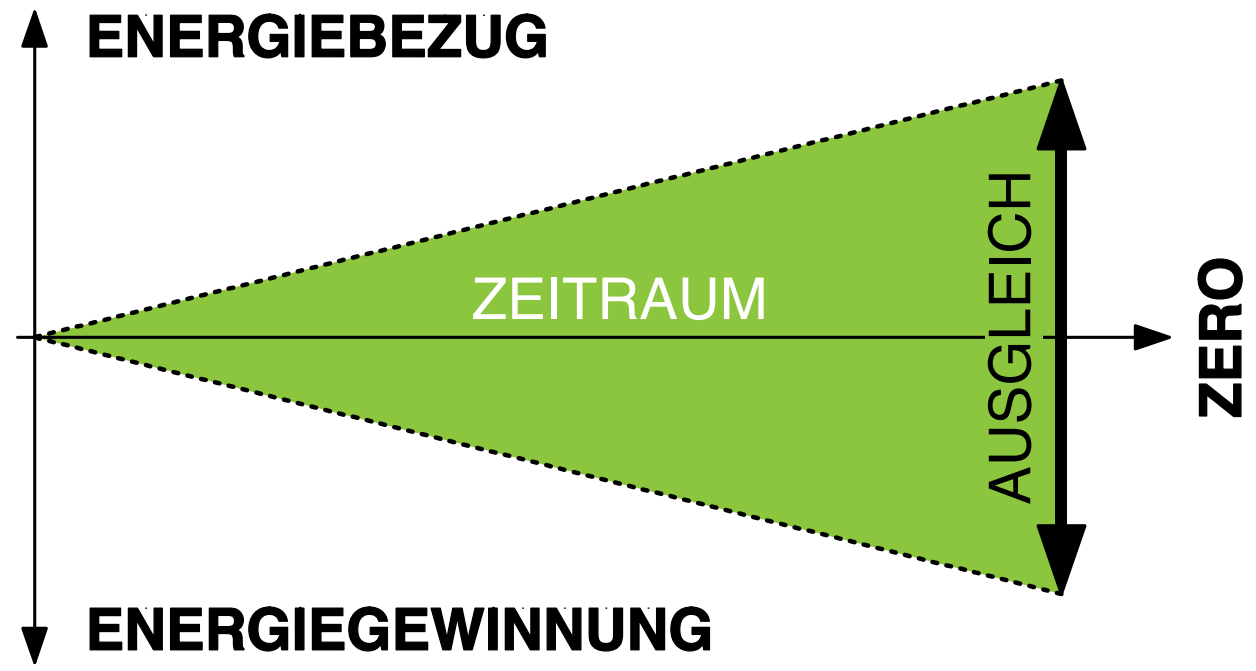 ENERGIEBEZUG
ZEITRAUM
AUSGLEICH
ZERO
ENERGIEGEWINNUNG